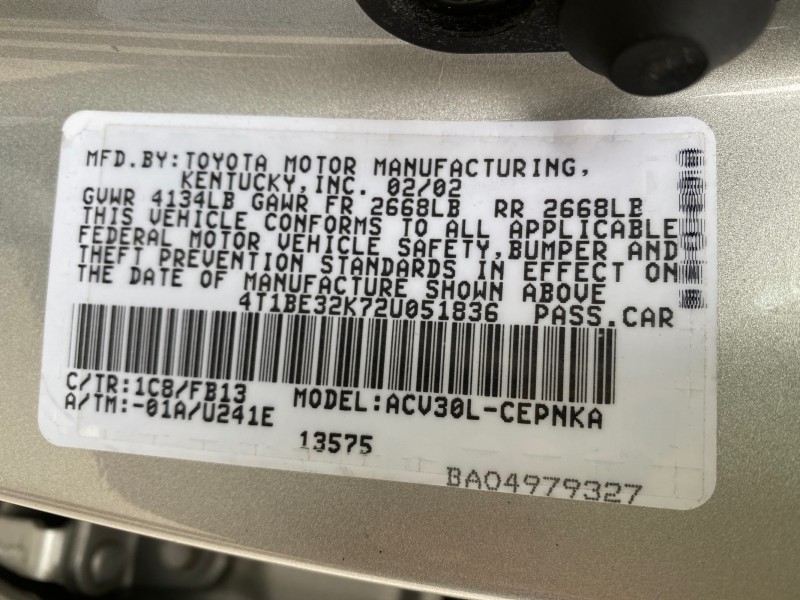 MFD.BY:TOYOTA MOTOR MANUFACTURING,
KENTUCKY,INC. 02/02
GVWR 4134LB GAWR FR 2668LB RR 2668LB
THIS VEHICLE CONFORMS TO ALL APPLICABLE
FEDERAL MOTOR VEHICLE SAFETY,BUMPER AND
THEFT PREVENTION STANDARDS IN EFFECT ON
THE DATE OF MANUFACTURE SHOWN ABOVE
4T1BE32K72U051836 PASS.CAR
C/TR:1C8/FB13
A/TM:-01A/U241E
MODEL:ACV30L-CEPNKA
13575
BA04979327